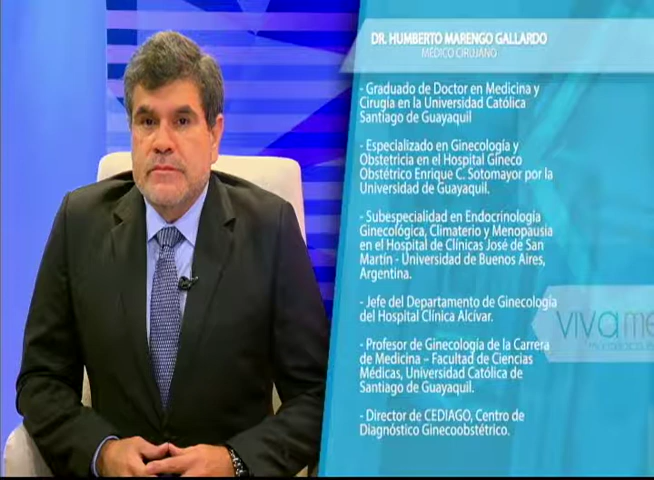 DR. HUMBERTO MARENGO GALLARDO
MÉDICO CIRUJANO
- Graduado de Doctor en Medicina y
Cirugía en la Universidad Católica
Santiago de Guayaquil
- Especializado en Ginecología y
Obstetricia en el Hospital Gineco
Obstétrico Enrique C. Sotomayor por la
Universidad de Guayaquil.
- Subespecialidad en Endocrinología
Ginecológica, Climaterio y Menopausia
en el Hospital de Clínicas José de San
Martín - Universidad de Buenos Aires,
Argentina.
- Jefe del Departamento de Ginecología
del Hospital Clínica Alcívar.
- Profesor de Ginecología de la Carrera
de Medicina – Facultad de Ciencias
Médicas, Universidad Católica de
Santiago de Guayaquil.
- Director de CEDIAGO, Centro de
Diagnóstico Ginecoobstétrico.
vivame